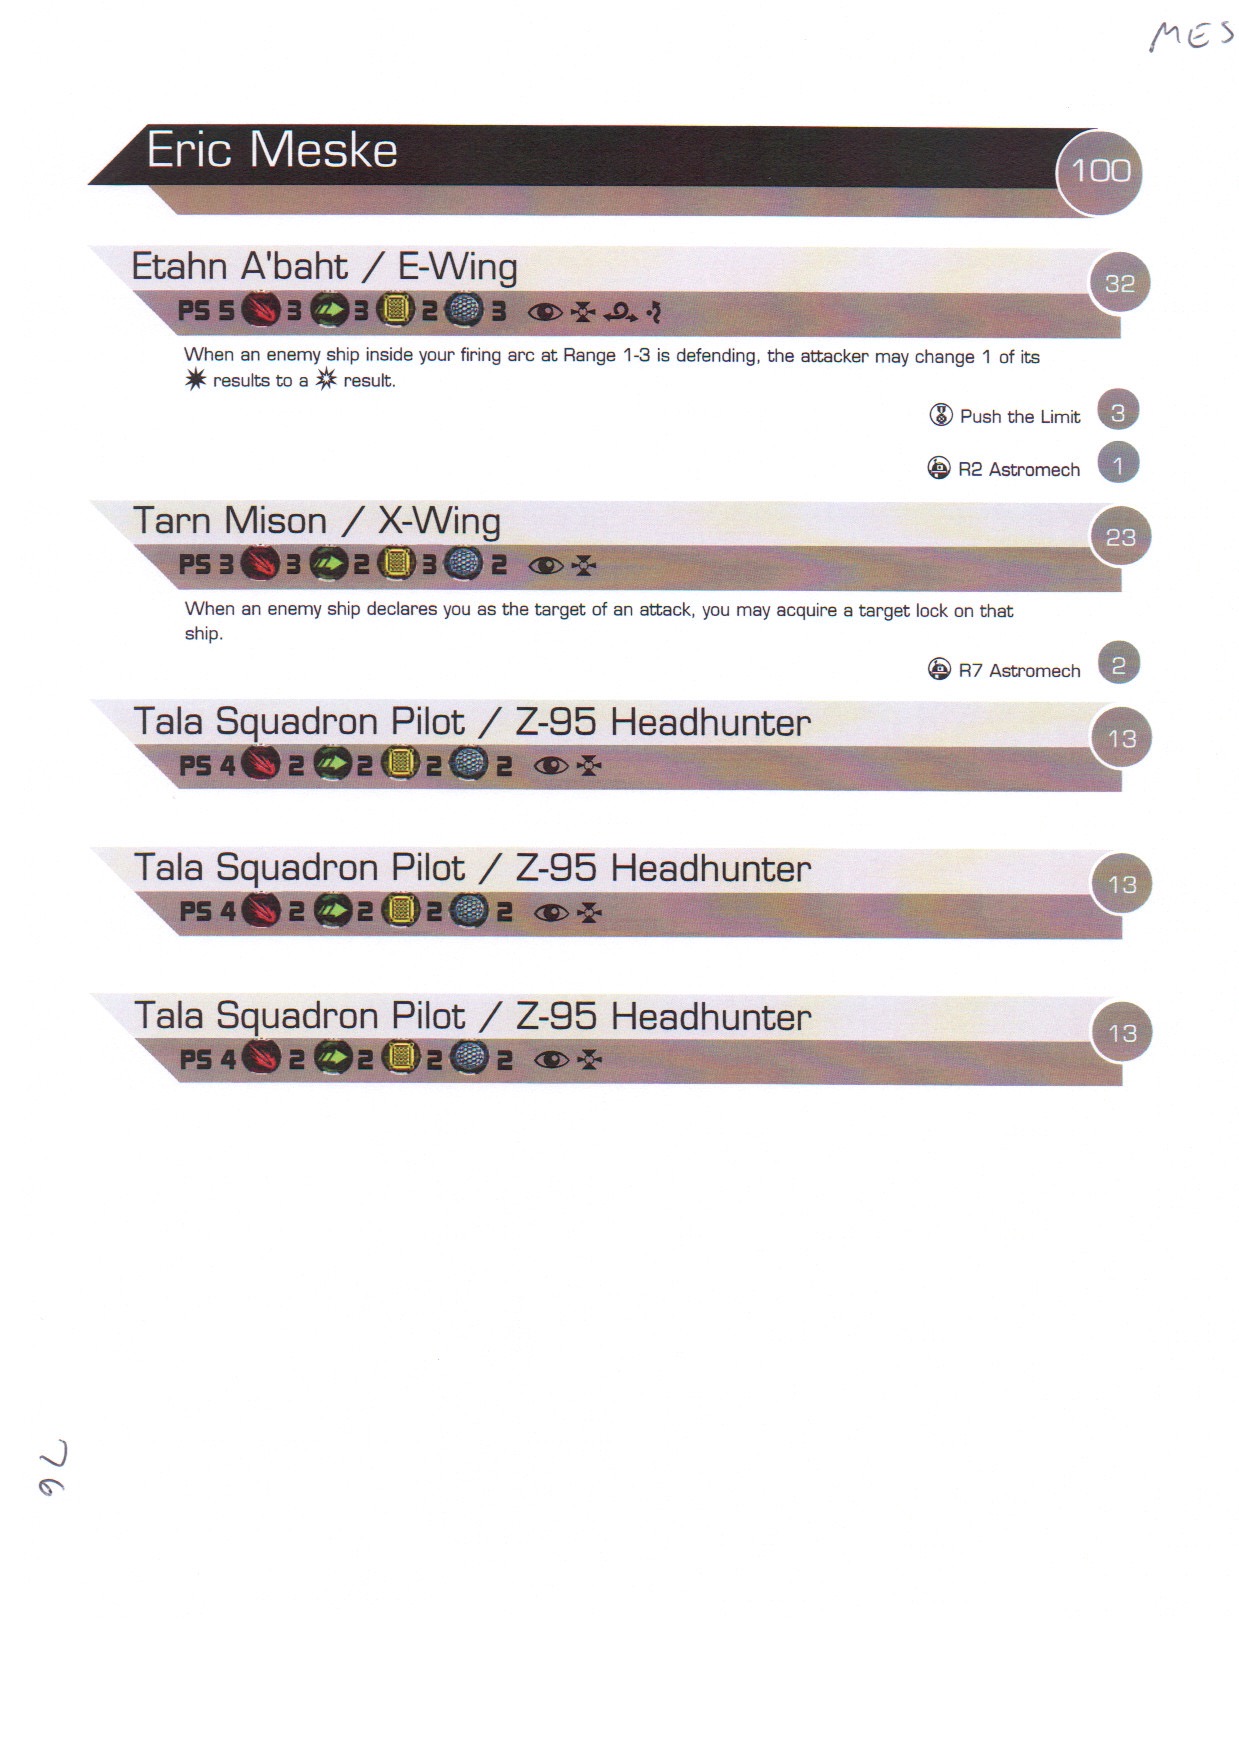 MES
Eric Meske 100
Etahn A'baht / E-Wing 32
PS 5 3 3 2 3
When an enemy ship inside your firing arc at Range 1-3 is defending, the attacker may change 1 of its
results to a result.
Push the Limit 3
R2 Astromech 1
Tarn Mison / X-Wing 23
PS 3 3 2 3 2
When an enemy ship declares you as the target of an attack, you may acquire a target lock on that
ship.
R7 Astromech 2
Tala Squadron Pilot / Z-95 Headhunter 13
PS 4 2 2 2 2
Tala Squadron Pilot / Z-95 Headhunter 13
PS 4 2 2 2 2
Tala Squadron Pilot / Z-95 Headhunter 13
PS 4 2 2 2 2
76